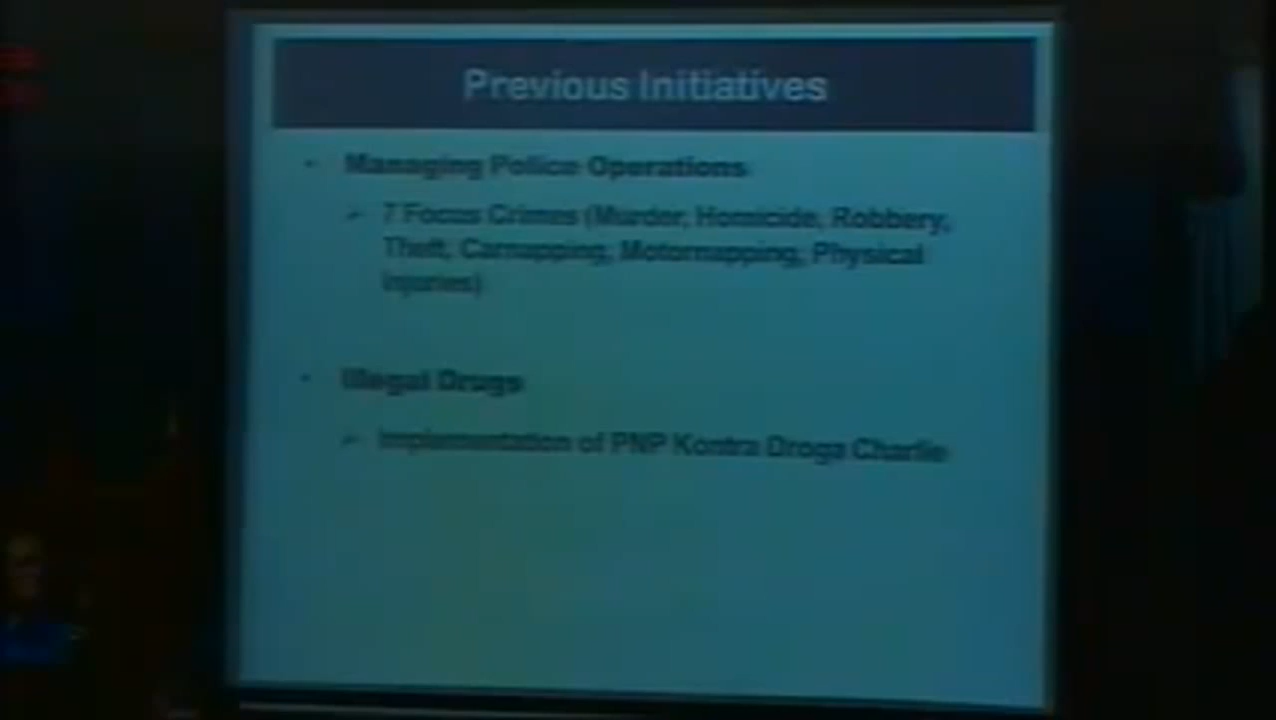 Previous Initiatives
• Managing Police Operations
➢ 7 Focus Crimes (Murder, Homicide, Robbery,
Theft, Carnapping, Motornapping, Physical
Injuries)
• Illegal Drugs
➢ Implementation of PNP Kontra Droga Charlie